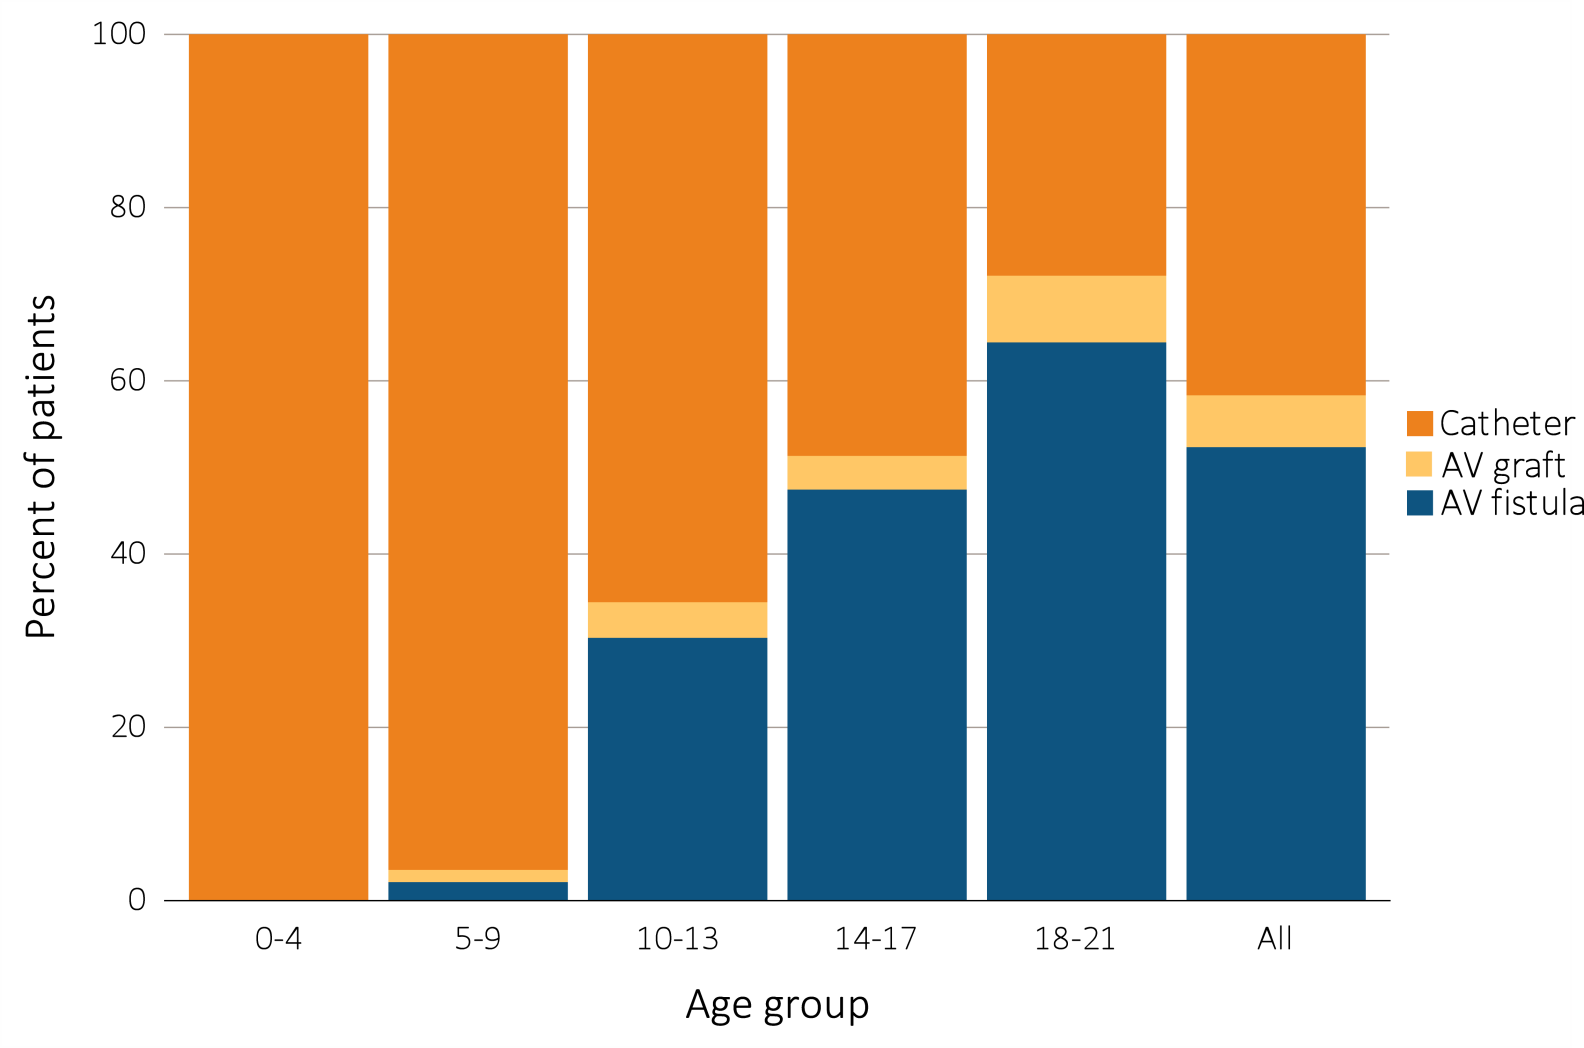 100
80
60
40
20
0
Percent of patients
0-4 5-9 10-13 14-17 18-21 All
Age group
Catheter
AV graft
AV fistula